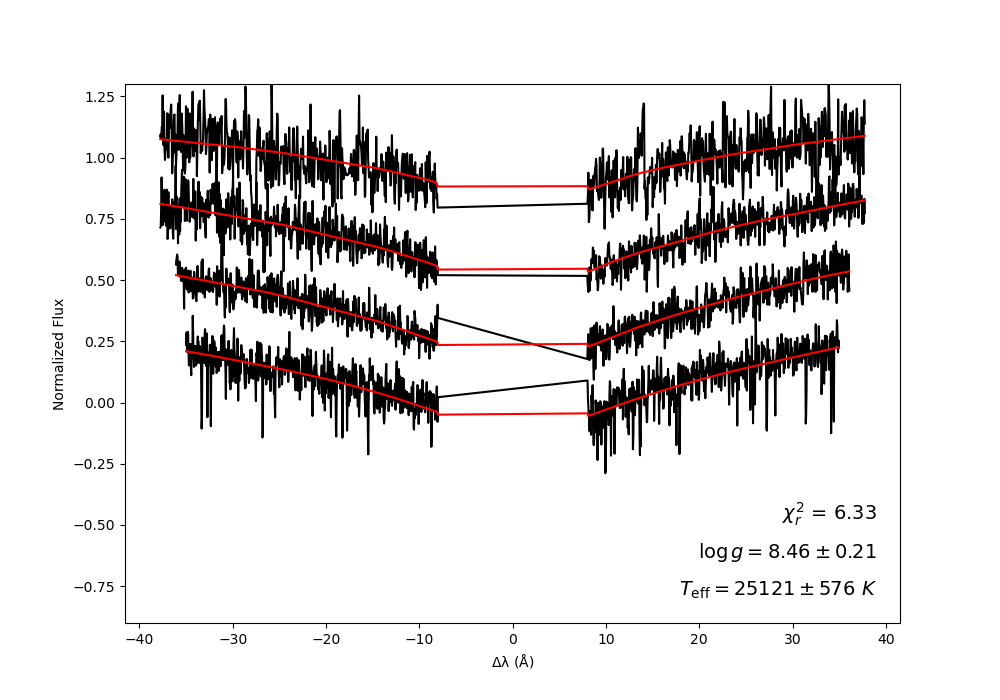 1.25
1.00
0.75
0.50
0.25
0.00
−0.25
−0.50
−0.75
Normalized Flux
χ²ᵣ = 6.33
log g = 8.46 ± 0.21
T_eff = 25121 ± 576 K
−40 −30 −20 −10 0 10 20 30 40
Δλ (Å)